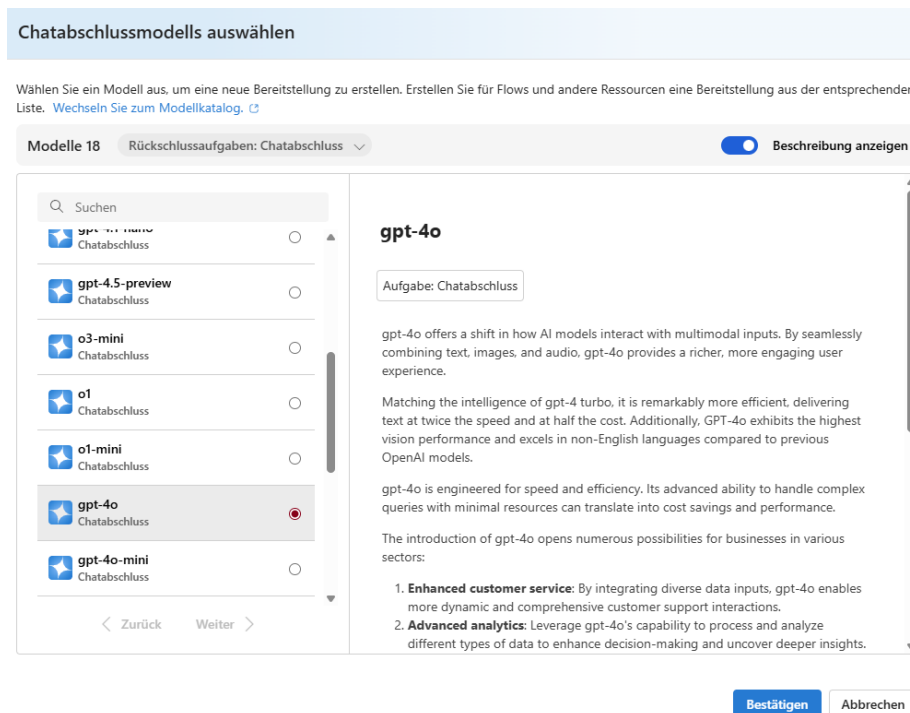 Chatabschlussmodells auswählen
Wählen Sie ein Modell aus, um eine neue Bereitstellung zu erstellen. Erstellen Sie für Flows und andere Ressourcen eine Bereitstellung aus der entsprechender
Liste. Wechseln Sie zum Modellkatalog.
Modelle 18 Rückschlussaufgaben: Chatabschluss
Beschreibung anzeigen
Suchen
gpt-4.1-nano
Chatabschluss
gpt-4.5-preview
Chatabschluss
o3-mini
Chatabschluss
o1
Chatabschluss
o1-mini
Chatabschluss
gpt-4o
Chatabschluss
gpt-4o-mini
Chatabschluss
Zurück Weiter
gpt-4o
Aufgabe: Chatabschluss
gpt-4o offers a shift in how AI models interact with multimodal inputs. By seamlessly
combining text, images, and audio, gpt-4o provides a richer, more engaging user
experience.
Matching the intelligence of gpt-4 turbo, it is remarkably more efficient, delivering
text at twice the speed and at half the cost. Additionally, GPT-4o exhibits the highest
vision performance and excels in non-English languages compared to previous
OpenAI models.
gpt-4o is engineered for speed and efficiency. Its advanced ability to handle complex
queries with minimal resources can translate into cost savings and performance.
The introduction of gpt-4o opens numerous possibilities for businesses in various
sectors:
1. Enhanced customer service: By integrating diverse data inputs, gpt-4o enables
more dynamic and comprehensive customer support interactions.
2. Advanced analytics: Leverage gpt-4o's capability to process and analyze
different types of data to enhance decision-making and uncover deeper insights.
Bestätigen Abbrechen